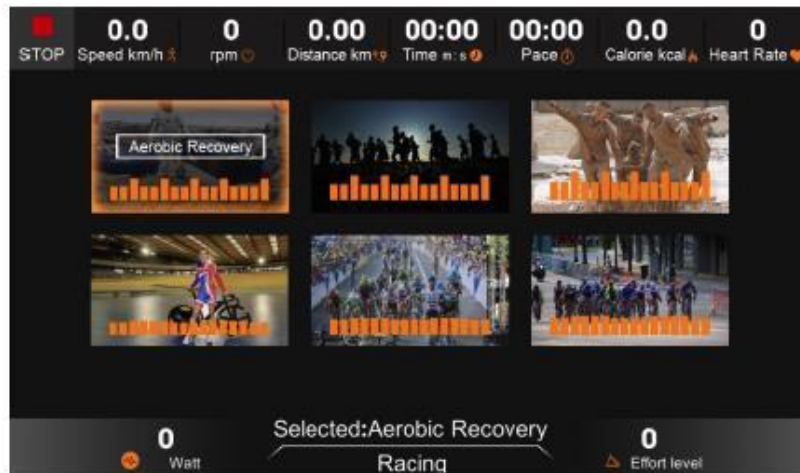 0.0 0 0.00 00:00 00:00 0.0 0
STOP Speed km/h rpm Distance km Time m:s Pace Calorie kcal Heart Rate
Aerobic Recovery
0 Selected:Aerobic Recovery 0
Watt Racing Effort level